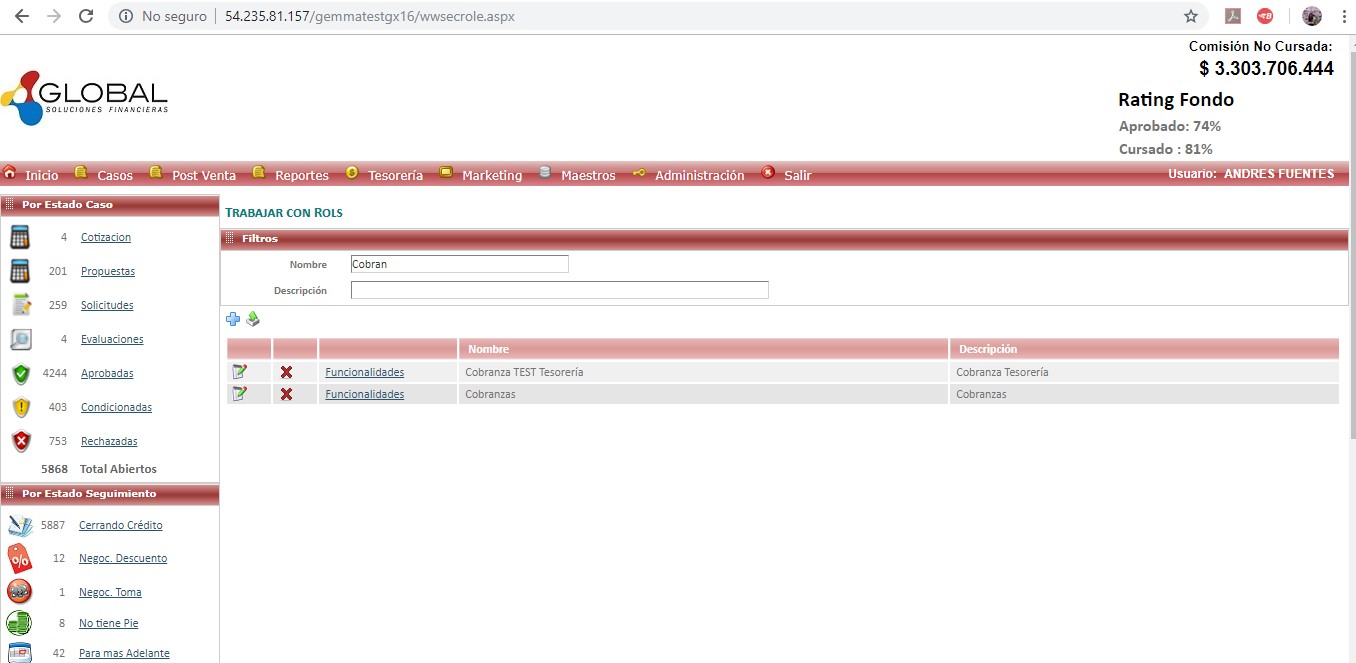 No seguro
54.235.81.157/gemmatestgx16/wwsecrole.aspx
GLOBAL
SOLUCIONES FINANCIERAS
Comisión No Cursada:
$ 3.303.706.444
Rating Fondo
Aprobado: 74%
Cursado : 81%
Inicio Casos Post Venta Reportes Tesorería Marketing Maestros Administración Salir Usuario: ANDRES FUENTES
Por Estado Caso
4 Cotizacion
201 Propuestas
259 Solicitudes
4 Evaluaciones
4244 Aprobadas
403 Condicionadas
753 Rechazadas
5868 Total Abiertos
Por Estado Seguimiento
5887 Cerrando Crédito
12 Negoc. Descuento
1 Negoc. Toma
8 No tiene Pie
42 Para mas Adelante
TRABAJAR CON ROLS
Filtros
Nombre Cobran
Descripción
Nombre Descripción
Funcionalidades Cobranza TEST Tesorería Cobranza Tesorería
Funcionalidades Cobranzas Cobranzas